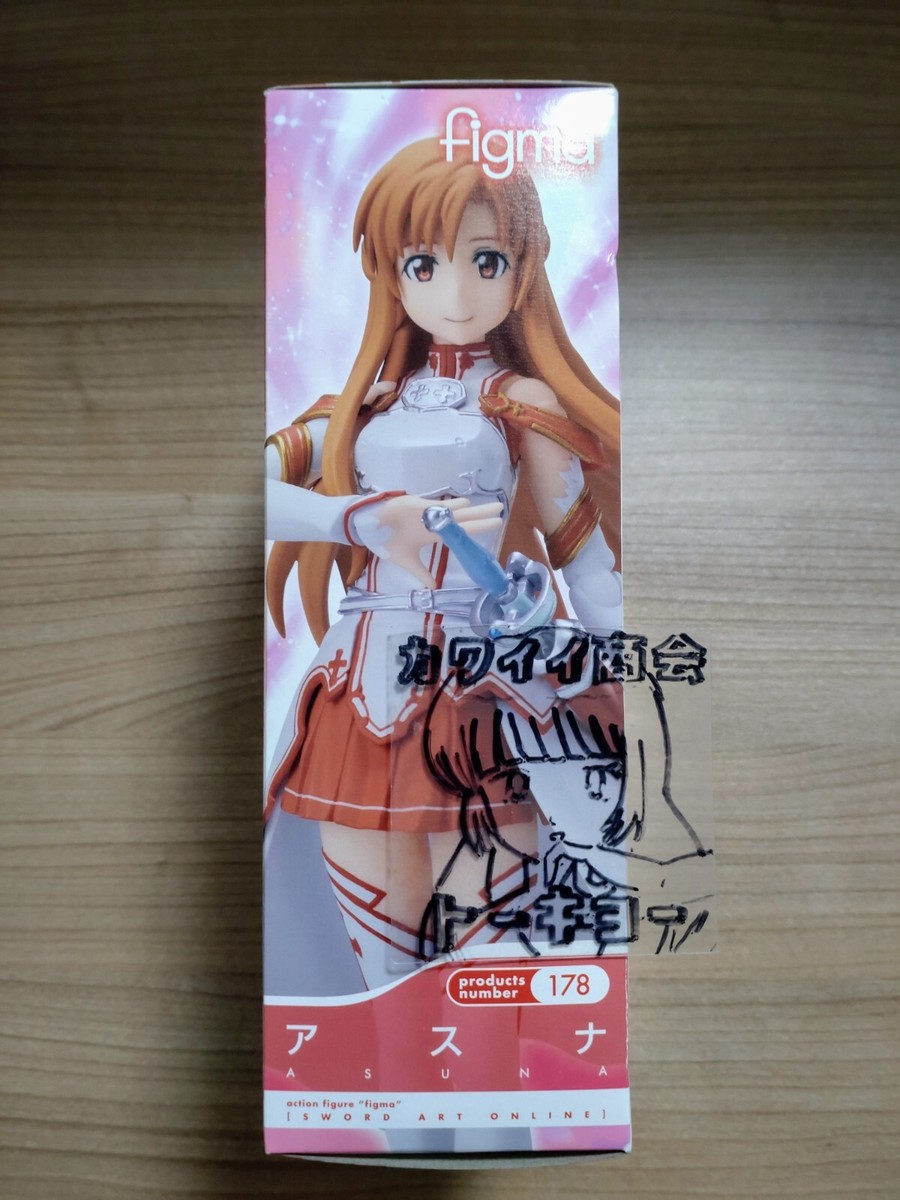 figma
カワイイ商会
トーキョー
products
number
178
アスナ
ASUNA
action figure "figma"
[SWORD ART ONLINE]